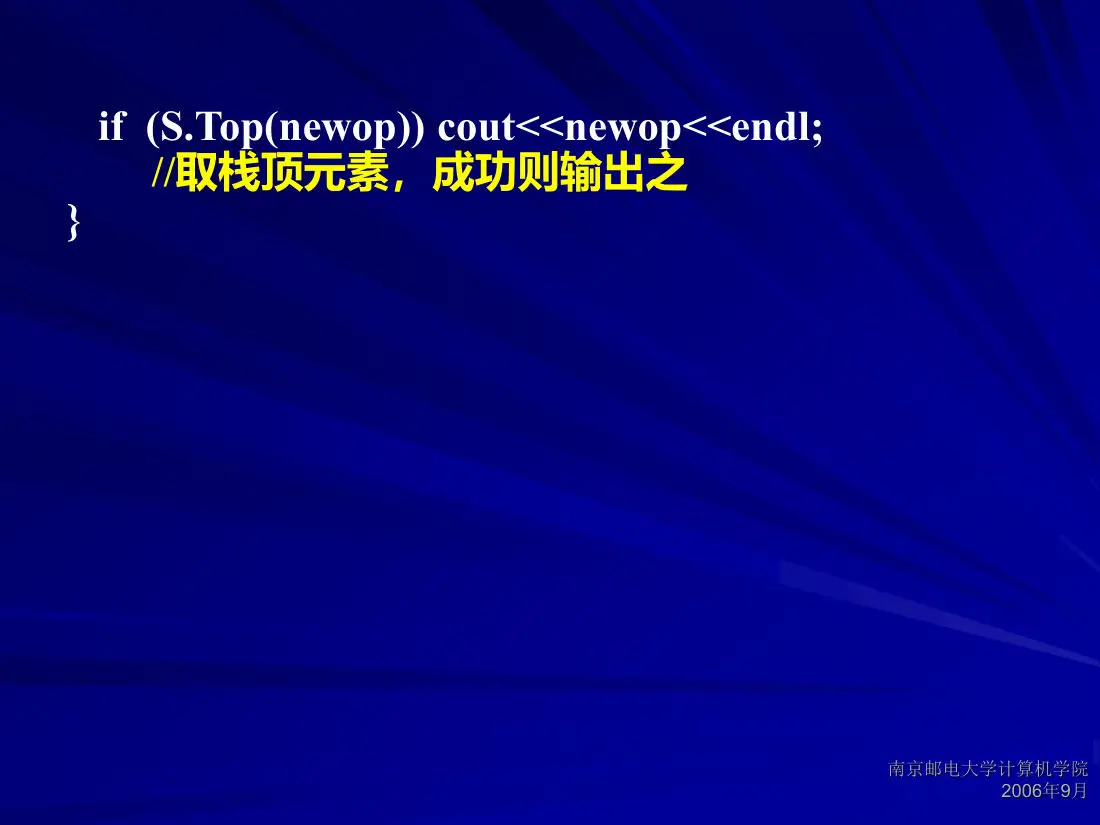 if (S.Top(newop)) cout<<newop<<endl;
//取栈顶元素，成功则输出之
}
南京邮电大学计算机学院
2006年9月